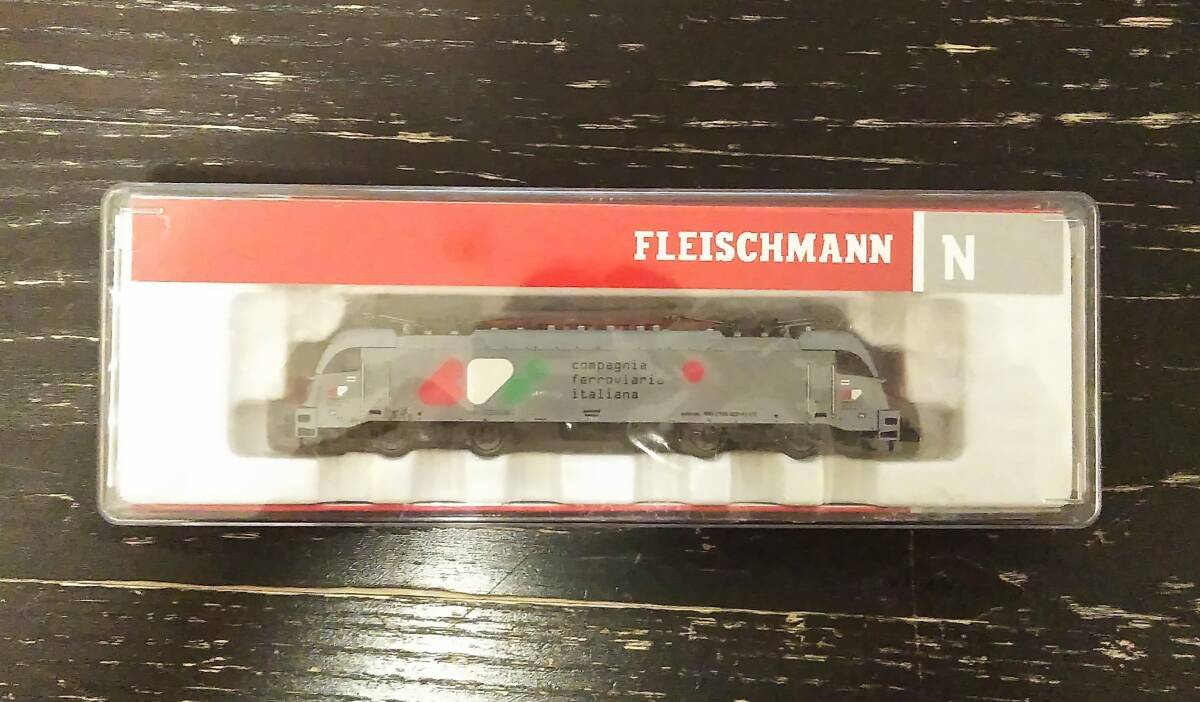 FLEISCHMANN N
compagnia
ferroviaria
italiana